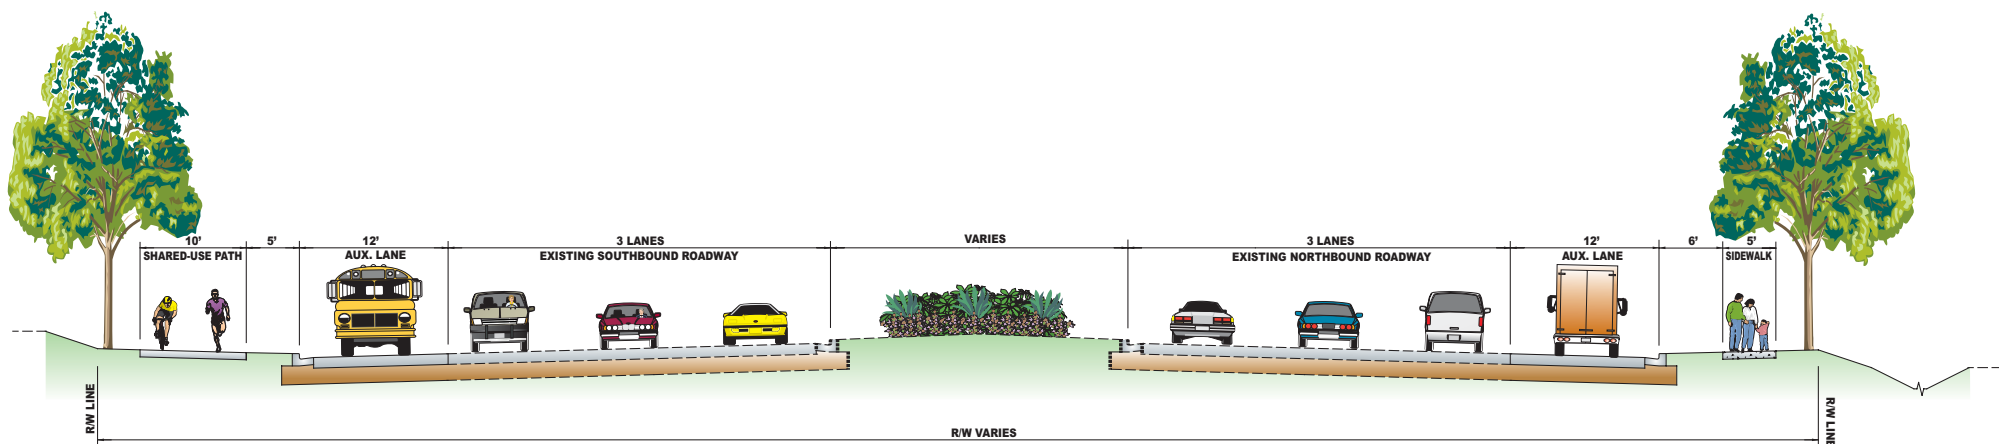 10' 5' 12' 3 LANES VARIES 3 LANES 12' 6' 5'
SHARED-USE PATH AUX. LANE EXISTING SOUTHBOUND ROADWAY EXISTING NORTHBOUND ROADWAY AUX. LANE SIDEWALK
R/W LINE
R/W VARIES
R/W LINE